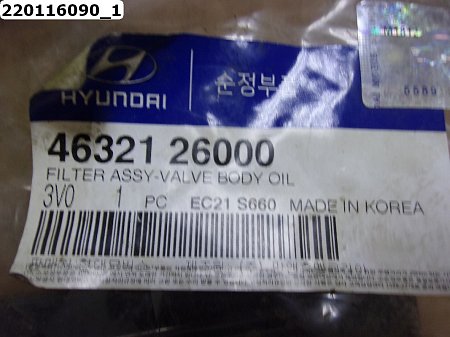 220116090_1
HYUNDAI
순정부
5589
46321 26000
FILTER ASSY-VALVE BODY OIL
3V0 1 PC EC21 S660 MADE IN KOREA